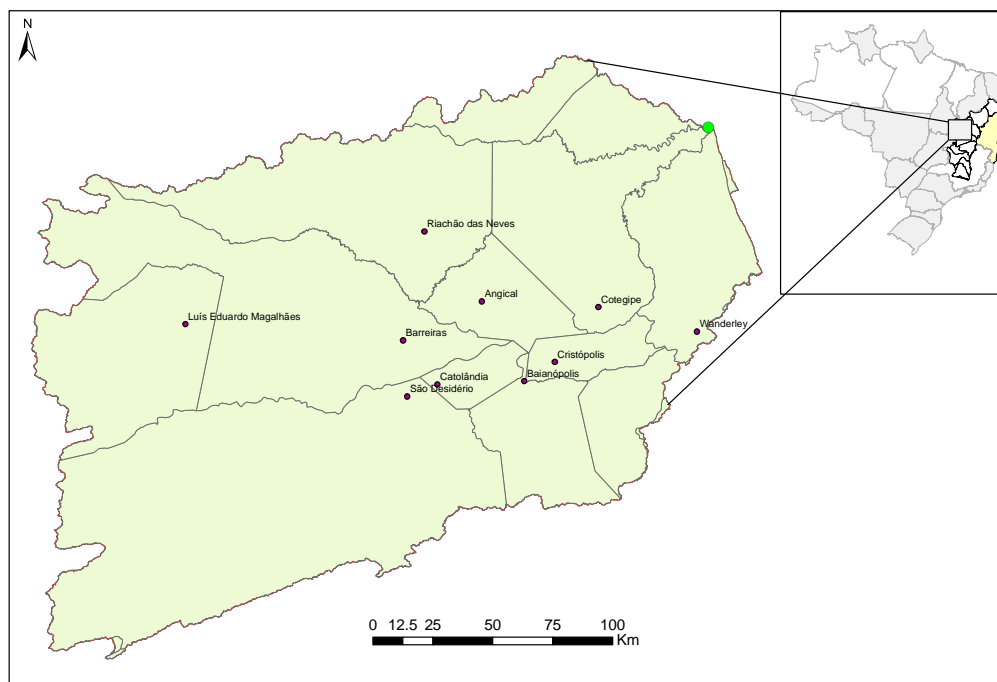 N
Riachão das Neves
Angical
Cotegipe
Luís Eduardo Magalhães
Wanderley
Barreiras
Cristópolis
Catolândia
Baianópolis
São Desidério
0 12.5 25 50 75 100
Km